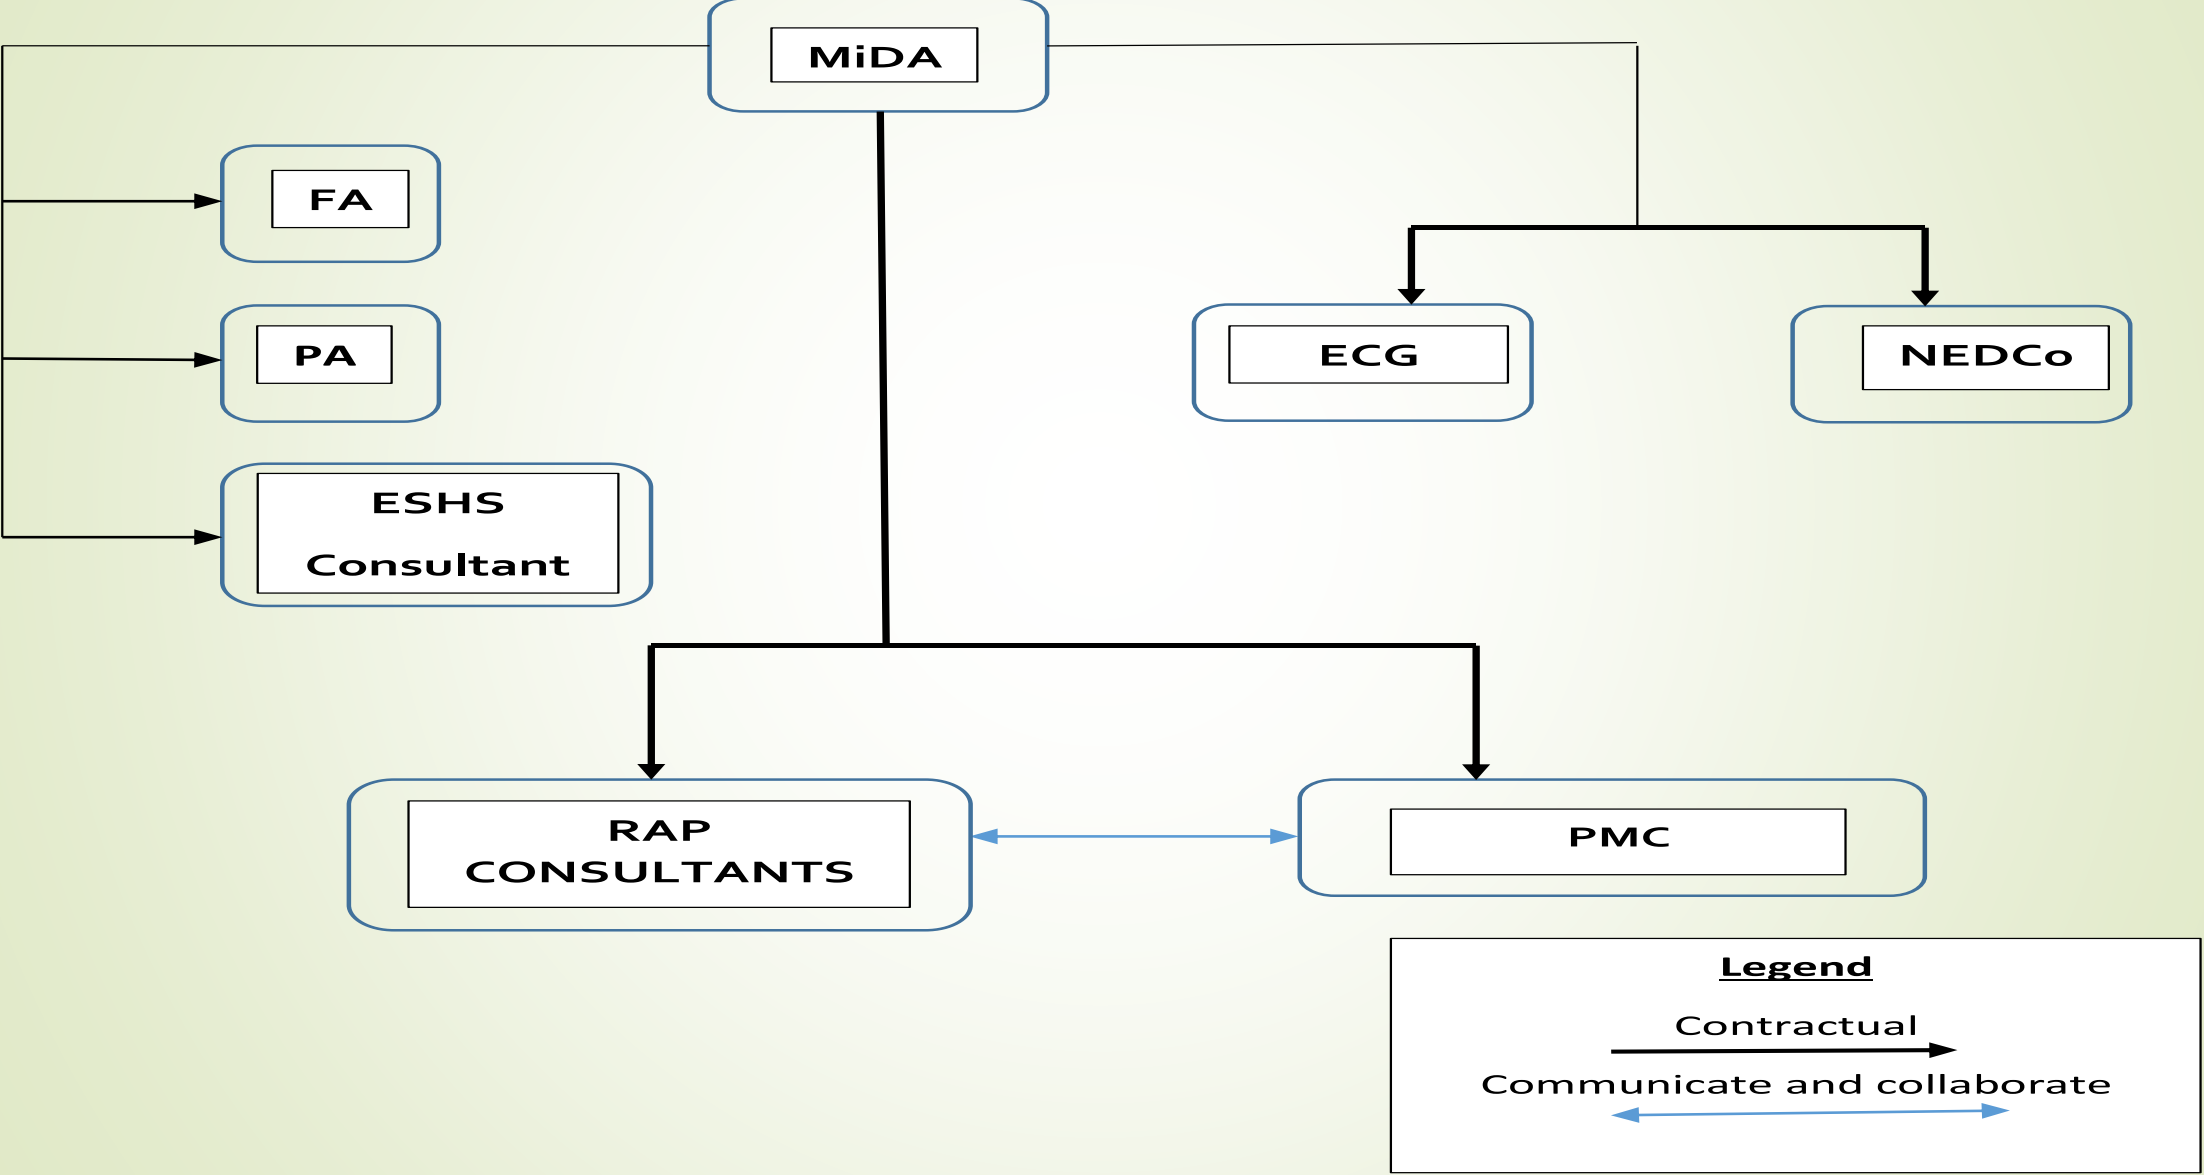 MiDA
FA
PA
ECG
NEDCo
ESHS
Consultant
RAP
CONSULTANTS
PMC
Legend
Contractual
Communicate and collaborate